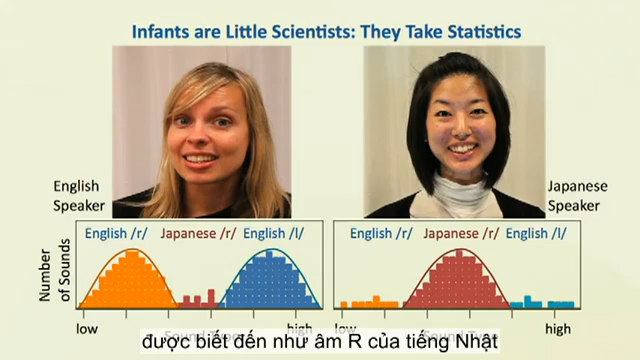 Infants are Little Scientists: They Take Statistics
English
Speaker
Japanese
Speaker
English /r/ Japanese /r/ English /l/
English /r/ Japanese /r/ English /l/
Number
of Sounds
low high low high
được biết đến như âm R của tiếng Nhật